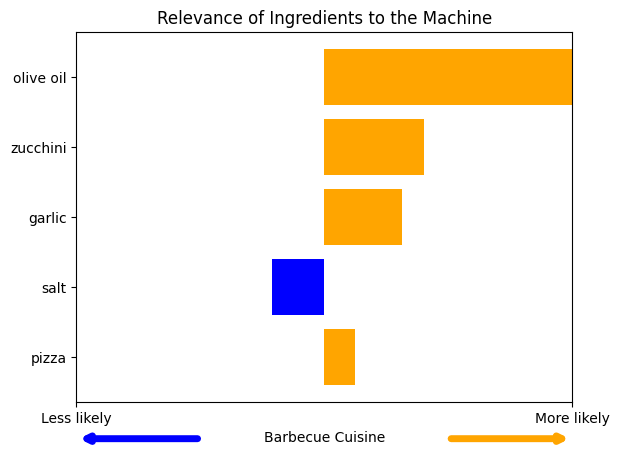 Relevance of Ingredients to the Machine
olive oil
zucchini
garlic
salt
pizza
Less likely
More likely
Barbecue Cuisine